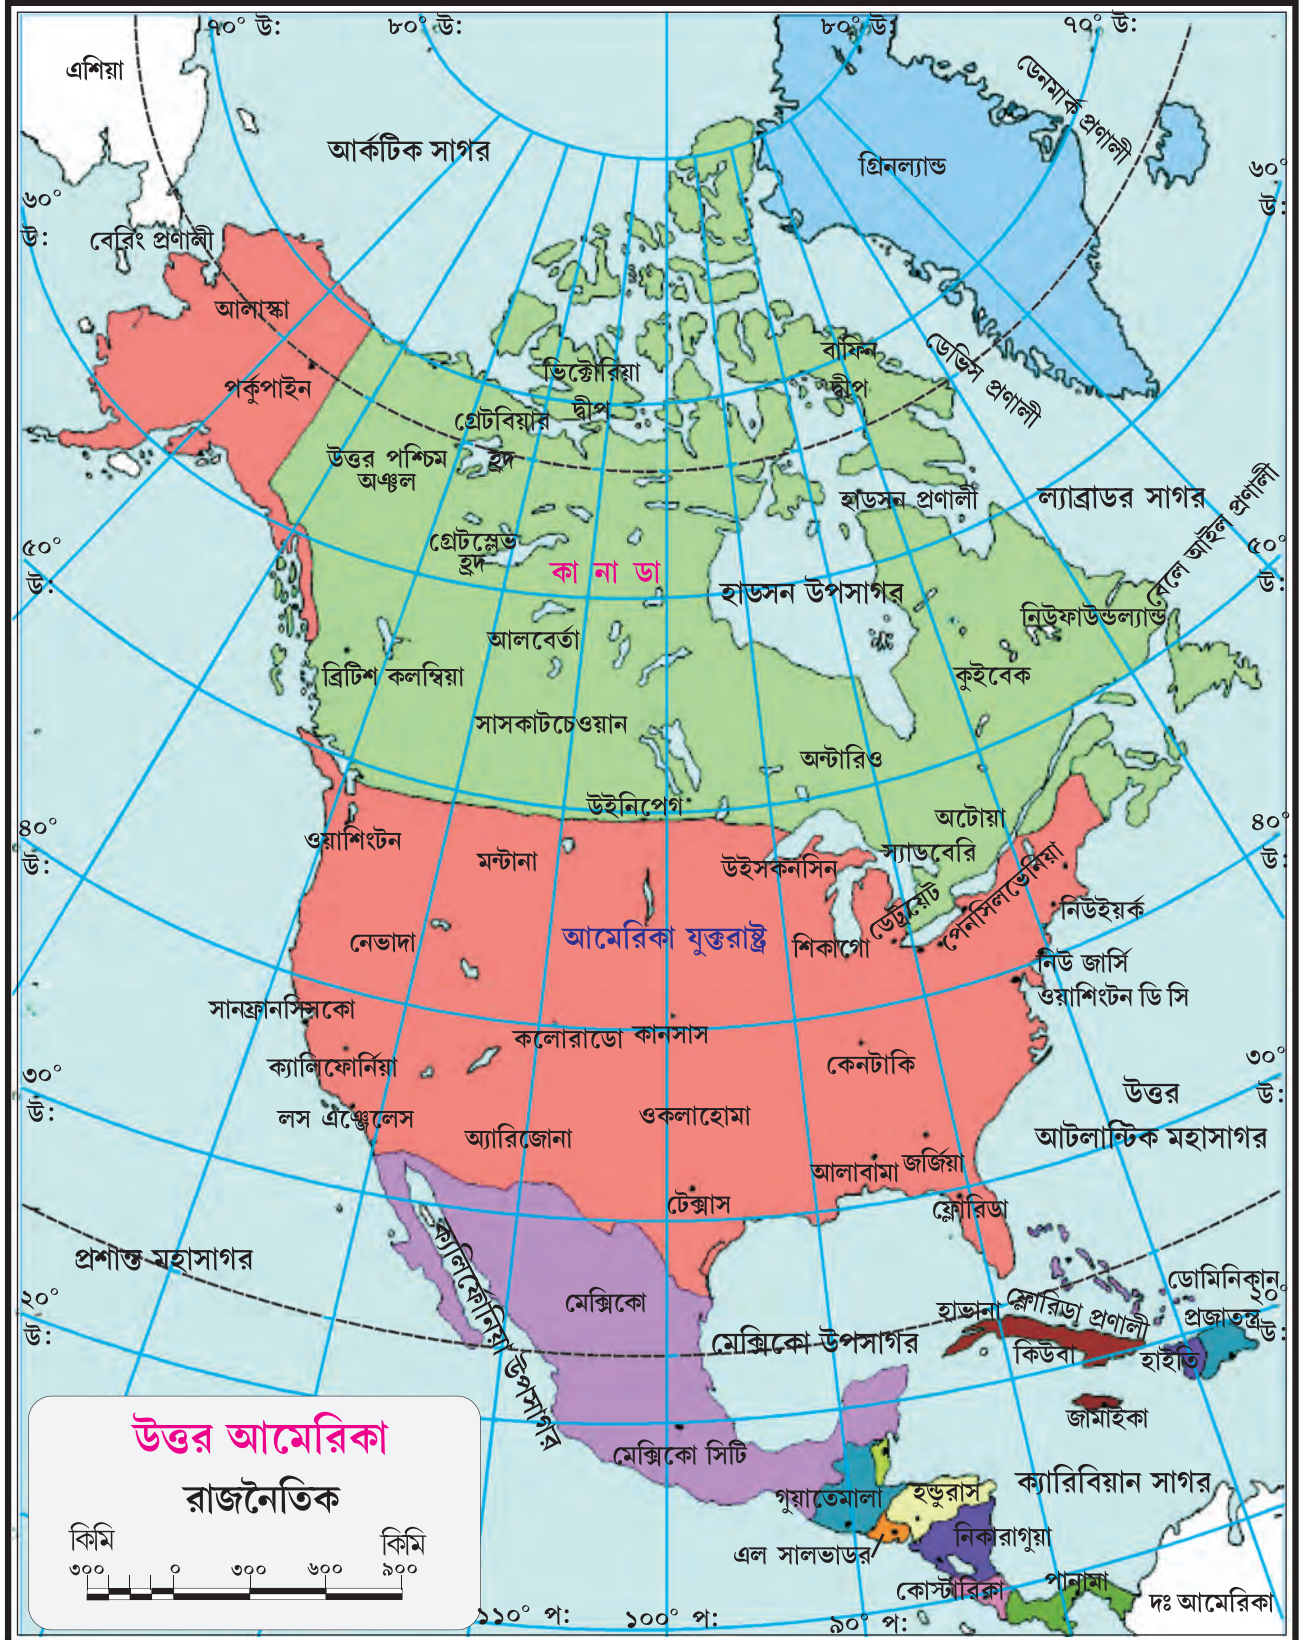 ৭০° উ:
৮০° উ:
৮০° উ:
৭০° উ:
এশিয়া
ডেনমার্ক প্রণালী
আর্কটিক সাগর
গ্রিনল্যান্ড
৬০°
উ:
৬০°
উ:
বেরিং প্রণালী
আলাস্কা
পর্কুপাইন
ভিক্টোরিয়া
দ্বীপ
বাফিন
দ্বীপ
ডেভিস প্রণালী
গ্রেটবিয়ার
হ্রদ
উত্তর পশ্চিম
অঞ্চল
হাডসন প্রণালী
ল্যাব্রাডর সাগর
বেলে আইল প্রণালী
৫০°
উ:
৫০°
উ:
গ্রেটস্লেভ
হ্রদ
কা না ডা
হাডসন উপসাগর
নিউফাউন্ডল্যান্ড
আলবের্তা
ব্রিটিশ কলম্বিয়া
কুইবেক
সাসকাটচেওয়ান
অন্টারিও
উইনিপেগ
অটোয়া
৪০°
উ:
৪০°
উ:
ওয়াশিংটন
মন্টানা
উইসকনসিন
স্যাডবেরি
ডেট্রয়েট
পেনসিলভেনিয়া
নিউইয়র্ক
নেভাদা
আমেরিকা যুক্তরাষ্ট্র
শিকাগো
নিউ জার্সি
ওয়াশিংটন ডি সি
সানফ্রানসিসকো
কলোরাডো
কানসাস
কেনটাকি
ক্যালিফোর্নিয়া
৩০°
উ:
৩০°
উ:
উত্তর
আটলান্টিক মহাসাগর
লস এঞ্জেলেস
অ্যারিজোনা
ওকলাহোমা
আলাবামা
জর্জিয়া
টেক্সাস
ফ্লোরিডা
প্রশান্ত মহাসাগর
ক্যালিফোর্নিয়া উপসাগর
মেক্সিকো
মেক্সিকো উপসাগর
হাভানা
ফ্লোরিডা প্রণালী
ডোমিনিকান
প্রজাতন্ত্র
২০°
উ:
২০°
উ:
কিউবা
হাইতি
জামাইকা
মেক্সিকো সিটি
ক্যারিবিয়ান সাগর
গুয়াতেমালা
হন্ডুরাস
নিকারাগুয়া
এল সালভাডর
কোস্টারিকা
পানামা
দঃ আমেরিকা
উত্তর আমেরিকা
রাজনৈতিক
কিমি
কিমি
৩০০ ০ ৩০০ ৬০০ ৯০০
১১০° প:
১০০° প:
৯০° প: